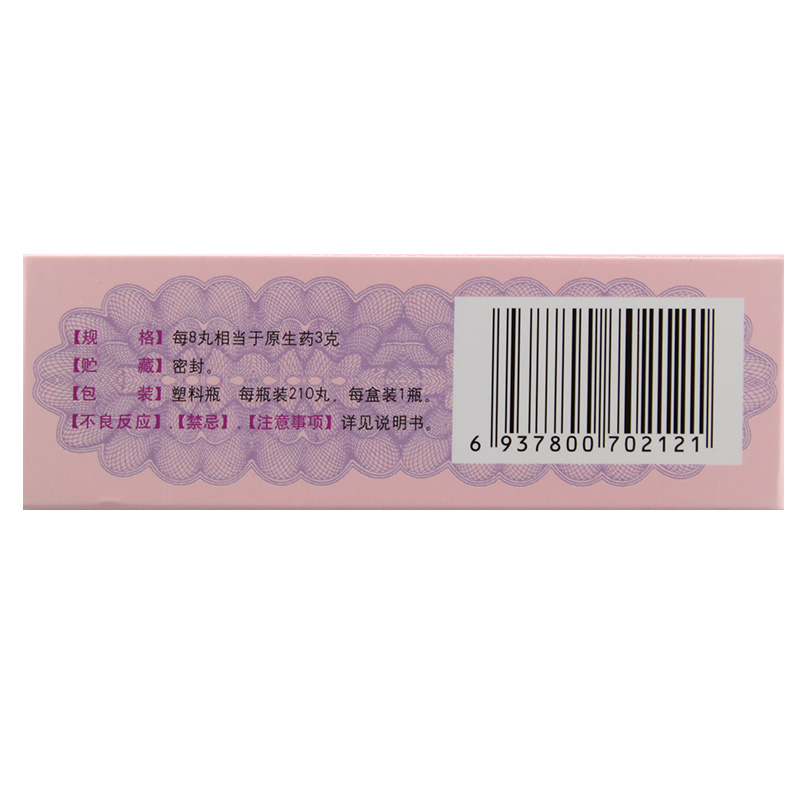 【规 格】每8丸相当于原生药3克
【贮 藏】密封。
【包 装】塑料瓶 每瓶装210丸，每盒装1瓶。
【不良反应】、【禁忌】、【注意事项】详见说明书。
6 937800 702121